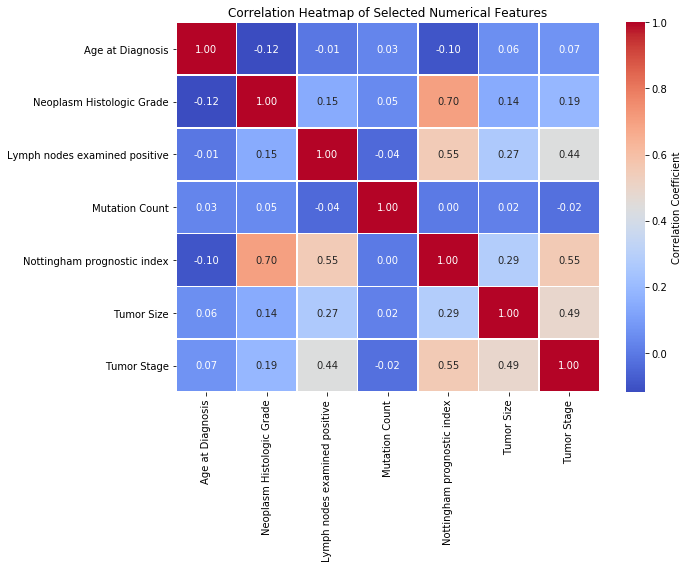 Correlation Heatmap of Selected Numerical Features
Age at Diagnosis 1.00 -0.12 -0.01 0.03 -0.10 0.06 0.07
Neoplasm Histologic Grade -0.12 1.00 0.15 0.05 0.70 0.14 0.19
Lymph nodes examined positive -0.01 0.15 1.00 -0.04 0.55 0.27 0.44
Mutation Count 0.03 0.05 -0.04 1.00 0.00 0.02 -0.02
Nottingham prognostic index -0.10 0.70 0.55 0.00 1.00 0.29 0.55
Tumor Size 0.06 0.14 0.27 0.02 0.29 1.00 0.49
Tumor Stage 0.07 0.19 0.44 -0.02 0.55 0.49 1.00
Age at Diagnosis
Neoplasm Histologic Grade
Lymph nodes examined positive
Mutation Count
Nottingham prognostic index
Tumor Size
Tumor Stage
1.0
0.8
0.6
0.4
0.2
0.0
Correlation Coefficient